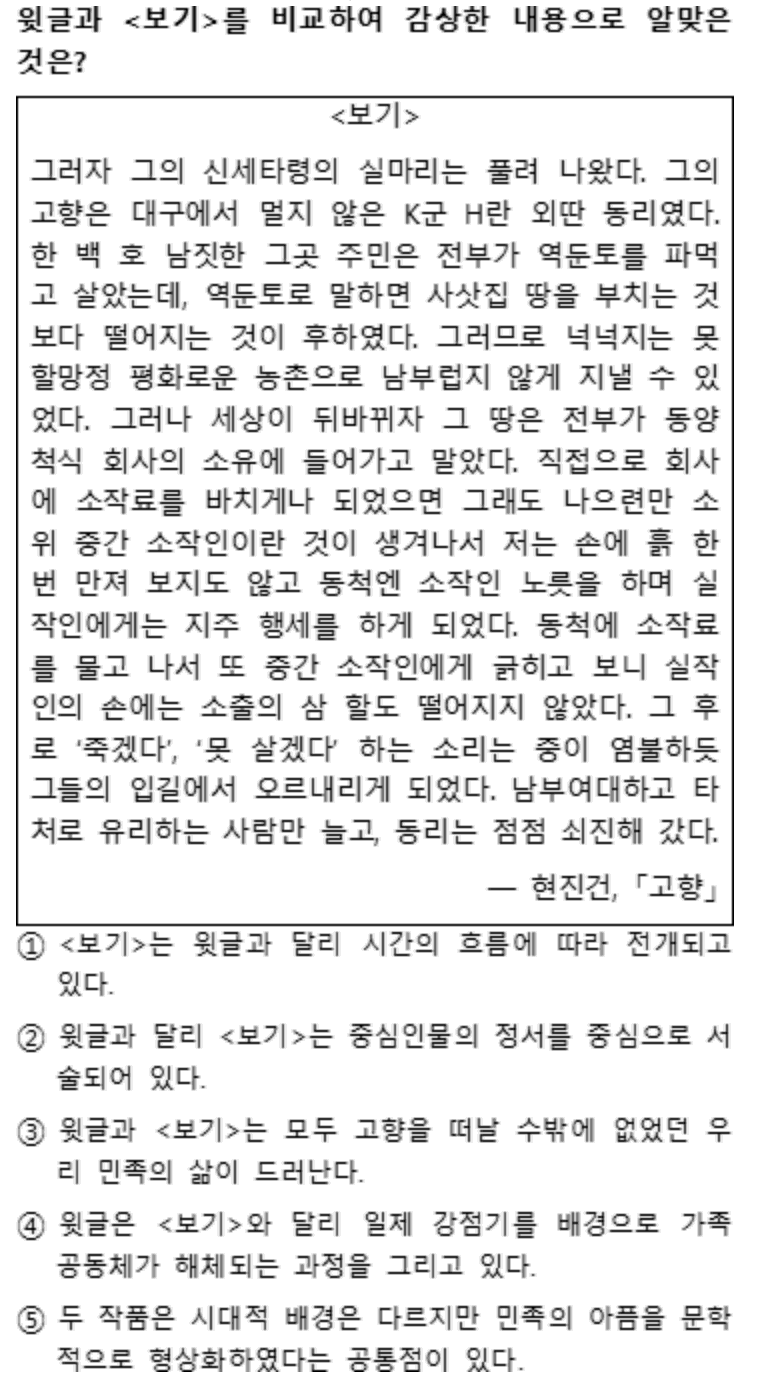 윗글과 <보기>를 비교하여 감상한 내용으로 알맞은
것은?
<보기>
그러자 그의 신세타령의 실마리는 풀려 나왔다. 그의
고향은 대구에서 멀지 않은 K군 H란 외딴 동리였다.
한 백 호 남짓한 그곳 주민은 전부가 역둔토를 파먹
고 살았는데, 역둔토로 말하면 사삿집 땅을 부치는 것
보다 떨어지는 것이 후하였다. 그러므로 넉넉지는 못
할망정 평화로운 농촌으로 남부럽지 않게 지낼 수 있
었다. 그러나 세상이 뒤바뀌자 그 땅은 전부가 동양
척식 회사의 소유에 들어가고 말았다. 직접으로 회사
에 소작료를 바치게나 되었으면 그래도 나으련만 소
위 중간 소작인이란 것이 생겨나서 저는 손에 흙 한
번 만져 보지도 않고 동척엔 소작인 노릇을 하며 실
작인에게는 지주 행세를 하게 되었다. 동척에 소작료
를 물고 나서 또 중간 소작인에게 긁히고 보니 실작
인의 손에는 소출의 삼 할도 떨어지지 않았다. 그 후
로 '죽겠다', '못 살겠다' 하는 소리는 중이 염불하듯
그들의 입길에서 오르내리게 되었다. 남부여대하고 타
처로 유리하는 사람만 늘고, 동리는 점점 쇠진해 갔다.
— 현진건, 「고향」
① <보기>는 윗글과 달리 시간의 흐름에 따라 전개되고
있다.
② 윗글과 달리 <보기>는 중심인물의 정서를 중심으로 서
술되어 있다.
③ 윗글과 <보기>는 모두 고향을 떠날 수밖에 없었던 우
리 민족의 삶이 드러난다.
④ 윗글은 <보기>와 달리 일제 강점기를 배경으로 가족
공동체가 해체되는 과정을 그리고 있다.
⑤ 두 작품은 시대적 배경은 다르지만 민족의 아픔을 문학
적으로 형상화하였다는 공통점이 있다.